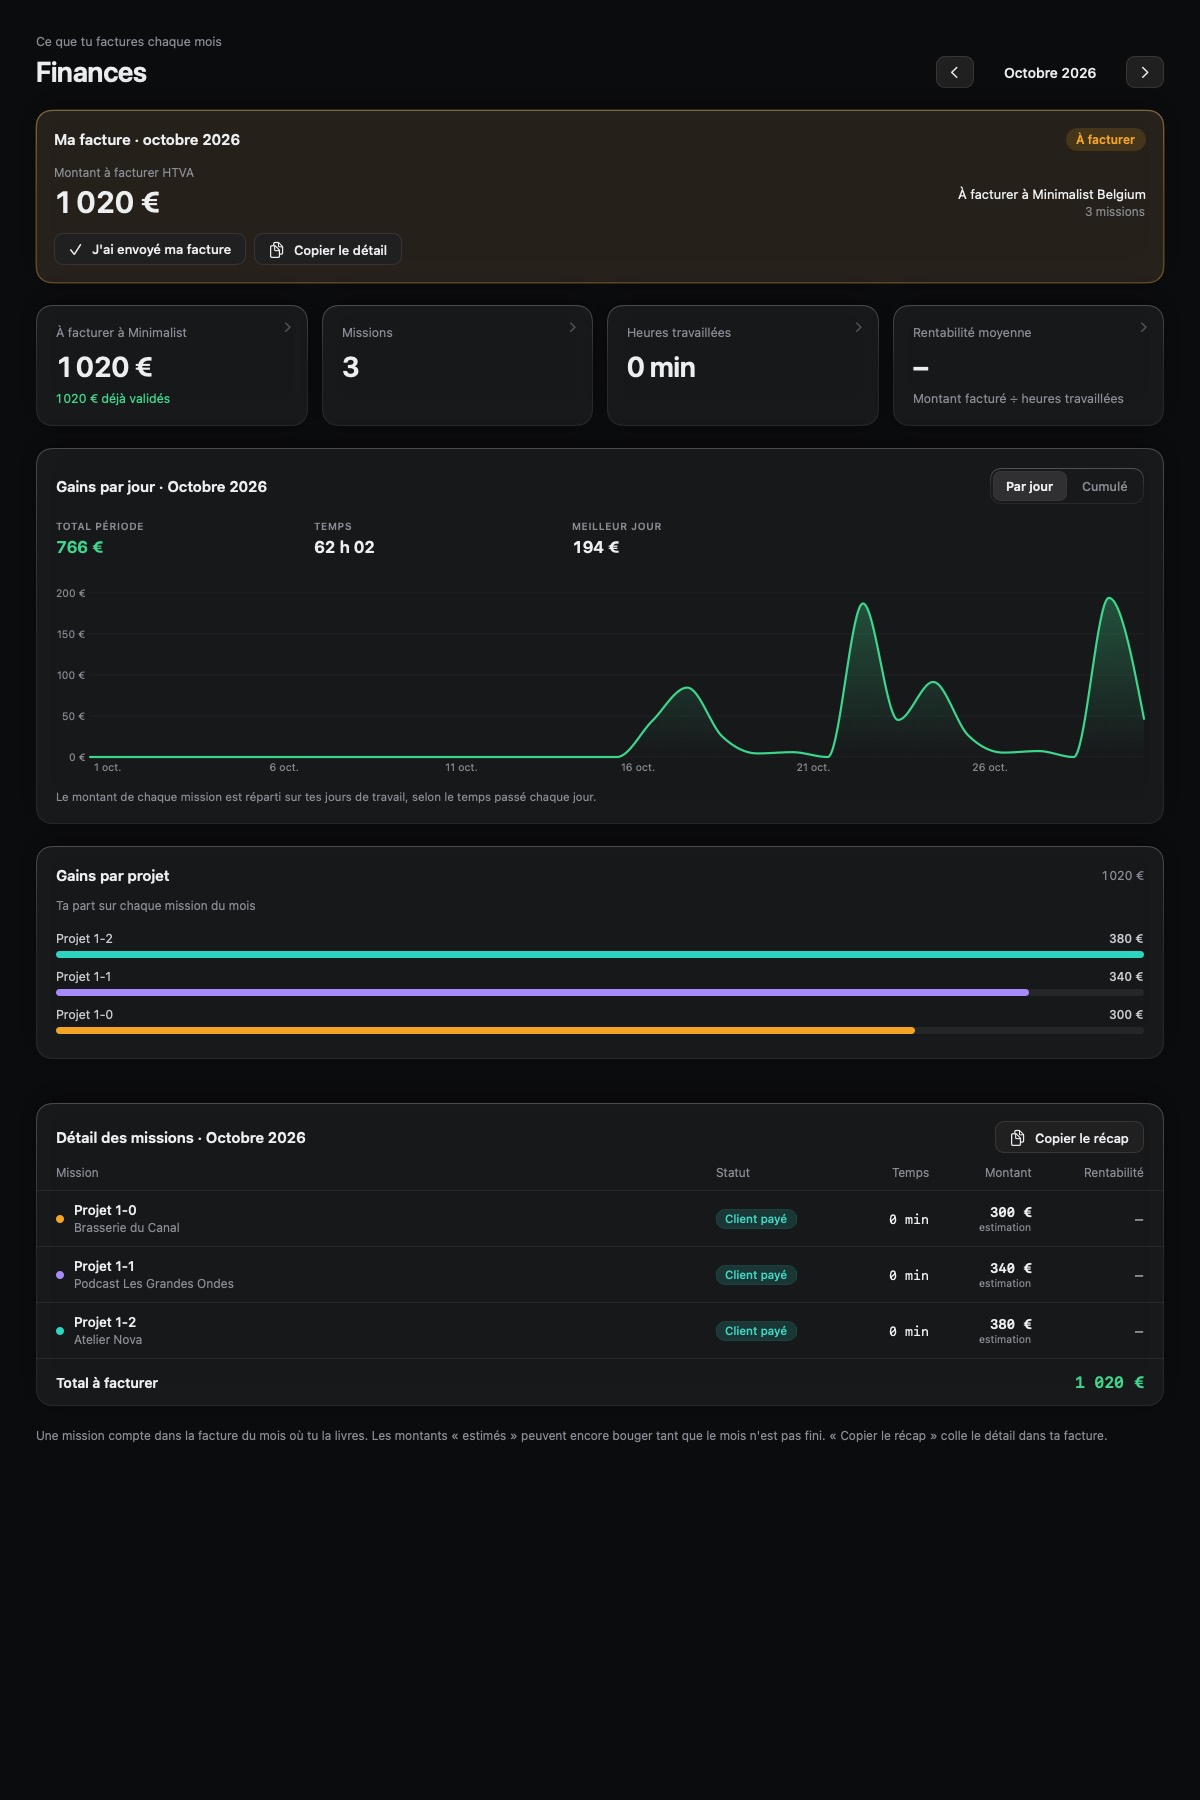 Ce que tu factures chaque mois
Finances
Octobre 2026
Ma facture · octobre 2026
À facturer
Montant à facturer HTVA
1 020 €
À facturer à Minimalist Belgium
3 missions
J'ai envoyé ma facture
Copier le détail
À facturer à Minimalist
1 020 €
1 020 € déjà validés
Missions
3
Heures travaillées
0 min
Rentabilité moyenne
–
Montant facturé ÷ heures travaillées
Gains par jour · Octobre 2026
Par jour
Cumulé
TOTAL PÉRIODE
766 €
TEMPS
62 h 02
MEILLEUR JOUR
194 €
200 €
150 €
100 €
50 €
0 €
1 oct.
6 oct.
11 oct.
16 oct.
21 oct.
26 oct.
Le montant de chaque mission est réparti sur tes jours de travail, selon le temps passé chaque jour.
Gains par projet
1 020 €
Ta part sur chaque mission du mois
Projet 1-2
380 €
Projet 1-1
340 €
Projet 1-0
300 €
Détail des missions · Octobre 2026
Copier le récap
Mission Statut Temps Montant Rentabilité
Projet 1-0
Brasserie du Canal
Client payé
0 min
300 €
estimation
–
Projet 1-1
Podcast Les Grandes Ondes
Client payé
0 min
340 €
estimation
–
Projet 1-2
Atelier Nova
Client payé
0 min
380 €
estimation
–
Total à facturer
1 020 €
Une mission compte dans la facture du mois où tu la livres. Les montants « estimés » peuvent encore bouger tant que le mois n'est pas fini. « Copier le récap » colle le détail dans ta facture.